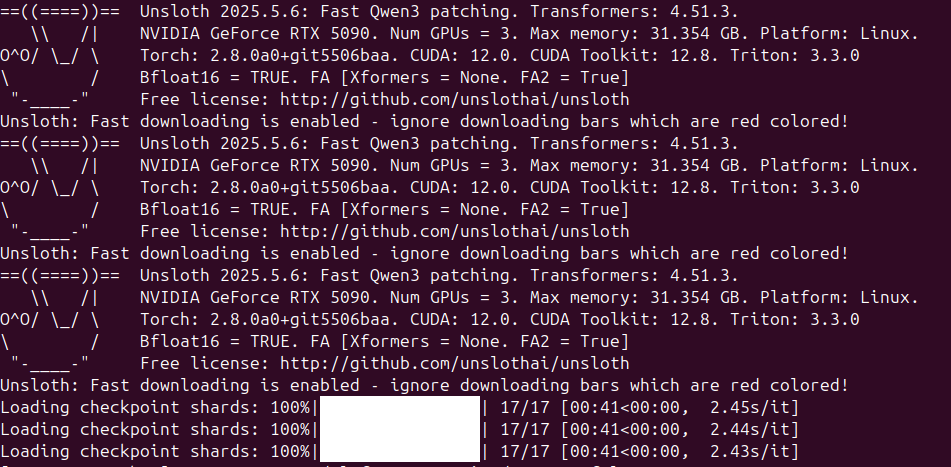 ==((====))==  Unsloth 2025.5.6: Fast Qwen3 patching. Transformers: 4.51.3.
   \\   /|    NVIDIA GeForce RTX 5090. Num GPUs = 3. Max memory: 31.354 GB. Platform: Linux.
O^O/ \_/ \    Torch: 2.8.0a0+git5506baa. CUDA: 12.0. CUDA Toolkit: 12.8. Triton: 3.3.0
\        /    Bfloat16 = TRUE. FA [Xformers = None. FA2 = True]
 "-____-"     Free license: http://github.com/unslothai/unsloth
Unsloth: Fast downloading is enabled - ignore downloading bars which are red colored!
==((====))==  Unsloth 2025.5.6: Fast Qwen3 patching. Transformers: 4.51.3.
   \\   /|    NVIDIA GeForce RTX 5090. Num GPUs = 3. Max memory: 31.354 GB. Platform: Linux.
O^O/ \_/ \    Torch: 2.8.0a0+git5506baa. CUDA: 12.0. CUDA Toolkit: 12.8. Triton: 3.3.0
\        /    Bfloat16 = TRUE. FA [Xformers = None. FA2 = True]
 "-____-"     Free license: http://github.com/unslothai/unsloth
Unsloth: Fast downloading is enabled - ignore downloading bars which are red colored!
==((====))==  Unsloth 2025.5.6: Fast Qwen3 patching. Transformers: 4.51.3.
   \\   /|    NVIDIA GeForce RTX 5090. Num GPUs = 3. Max memory: 31.354 GB. Platform: Linux.
O^O/ \_/ \    Torch: 2.8.0a0+git5506baa. CUDA: 12.0. CUDA Toolkit: 12.8. Triton: 3.3.0
\        /    Bfloat16 = TRUE. FA [Xformers = None. FA2 = True]
 "-____-"     Free license: http://github.com/unslothai/unsloth
Unsloth: Fast downloading is enabled - ignore downloading bars which are red colored!
Loading checkpoint shards: 100%|                | 17/17 [00:41<00:00,  2.45s/it]
Loading checkpoint shards: 100%|                | 17/17 [00:41<00:00,  2.44s/it]
Loading checkpoint shards: 100%|                | 17/17 [00:41<00:00,  2.43s/it]